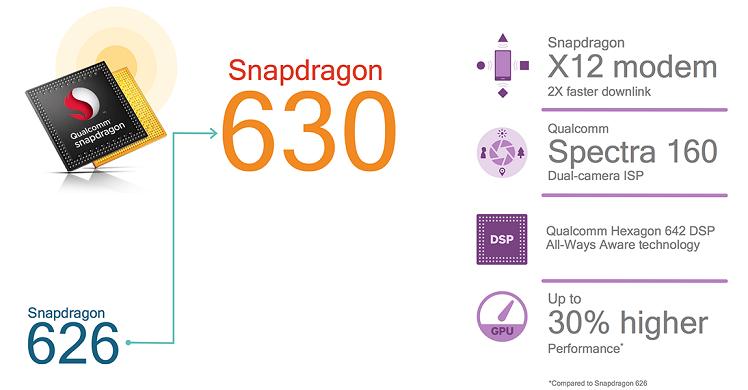 Qualcomm
snapdragon
Snapdragon
630
Snapdragon
626
Snapdragon
X12 modem
2X faster downlink
Qualcomm
Spectra 160
Dual-camera ISP
DSP
Qualcomm Hexagon 642 DSP
All-Ways Aware technology
GPU
Up to
30% higher
Performance*
*Compared to Snapdragon 626